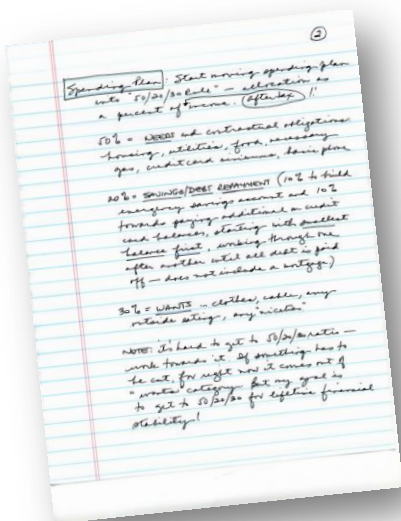 2
Spending Plan: Start moving spending plan
into "50/20/30 Rule" — allocation as
a percent of income. (after tax)!!
50% = NEEDS and contractual obligations
housing, utilities, food, necessary
gas, credit card minimums, basic phone
20% = SAVINGS/DEBT REPAYMENT (10% to build
emergency savings account and 10%
towards paying additional on credit
card balances, starting with smallest
balance first, working through one
after another until all debt is paid
off — does not include a mortgage)
30% = WANTS ... clothes, cable, any
outside eating, any "niceties"
NOTE: it's hard to get to 50/20/30 ratio —
work towards it. If something has to
be cut, for right now it comes out of
"wants" category. But my goal is
to get to 50/20/30 for lifetime financial
stability!